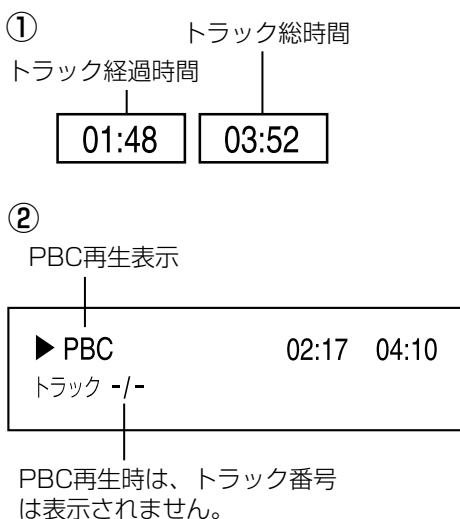 ①
トラック総時間
トラック経過時間
01:48 03:52
②
PBC再生表示
▶ PBC 02:17 04:10
トラック -/-
PBC再生時は、トラック番号
は表示されません。